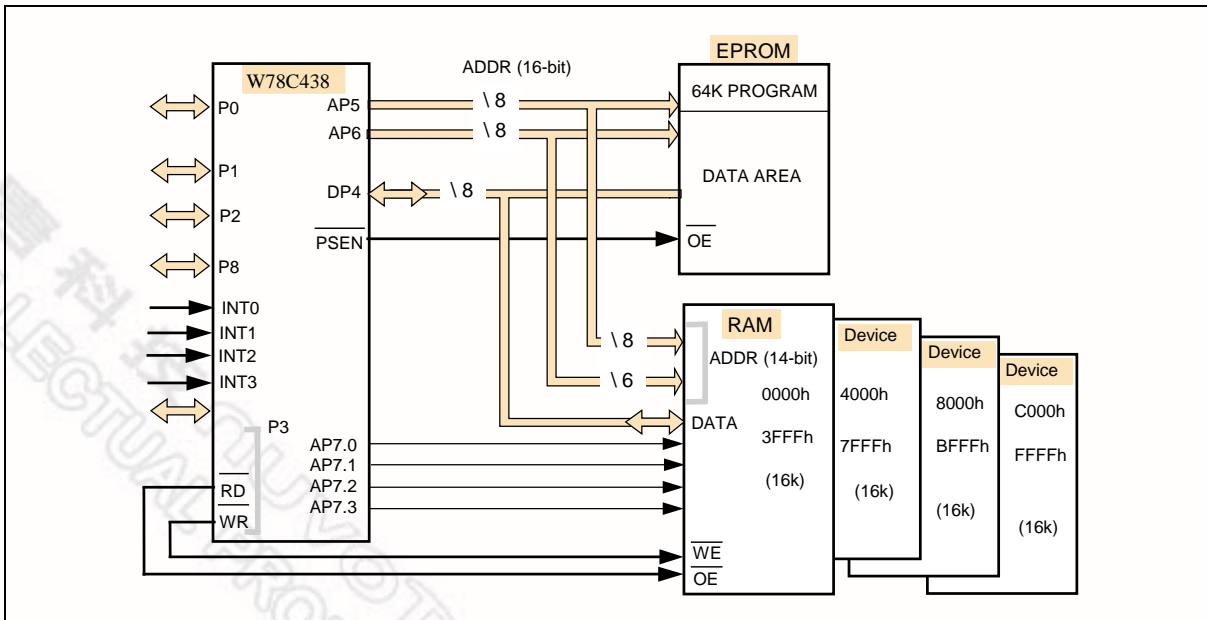 EPROM
W78C438
ADDR (16-bit)
64K PROGRAM
P0
AP5
\ 8
AP6
\ 8
P1
DATA AREA
DP4
\ 8
P2
PSEN
OE
P8
INT0
INT1
INT2
INT3
RAM
Device
Device
Device
\ 8
ADDR (14-bit)
\ 6
0000h
4000h
8000h
C000h
P3
DATA
3FFFh
7FFFh
BFFFh
FFFFh
AP7.0
AP7.1
AP7.2
AP7.3
(16k)
(16k)
(16k)
(16k)
RD
WR
WE
OE